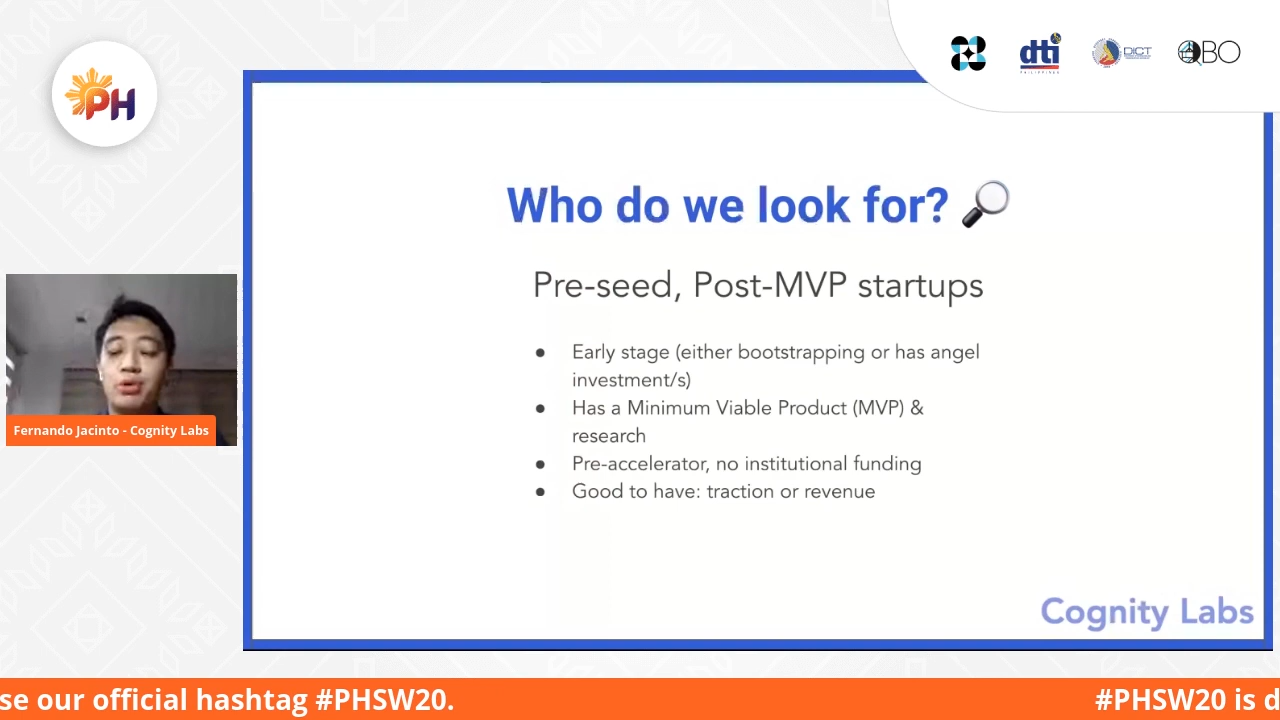 PH
dti
PHILIPPINES
DICT
QBO
Who do we look for?
Pre-seed, Post-MVP startups
● Early stage (either bootstrapping or has angel
investment/s)
● Has a Minimum Viable Product (MVP) &
research
● Pre-accelerator, no institutional funding
● Good to have: traction or revenue
Fernando Jacinto - Cognity Labs
Cognity Labs
se our official hashtag #PHSW20.
#PHSW20 is d